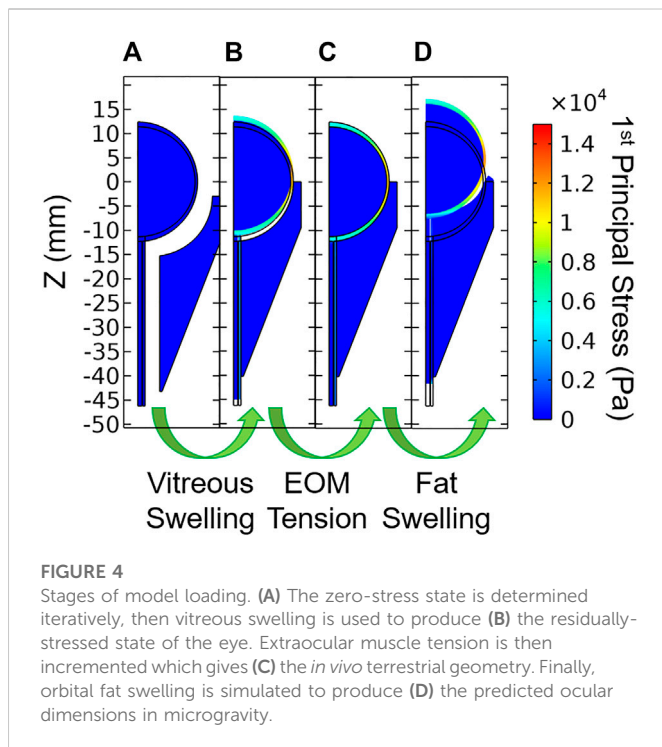 A B C D
×10⁴
15
10
5
0
-5
-10
-15
-20
-25
-30
-35
-40
-45
-50
Z (mm)
1.4
1.2
1
0.8
0.6
0.4
0.2
0
1st Principal Stress (Pa)
Vitreous EOM Fat
Swelling Tension Swelling
FIGURE 4
Stages of model loading. (A) The zero-stress state is determined
iteratively, then vitreous swelling is used to produce (B) the residually-
stressed state of the eye. Extraocular muscle tension is then
incremented which gives (C) the in vivo terrestrial geometry. Finally,
orbital fat swelling is simulated to produce (D) the predicted ocular
dimensions in microgravity.